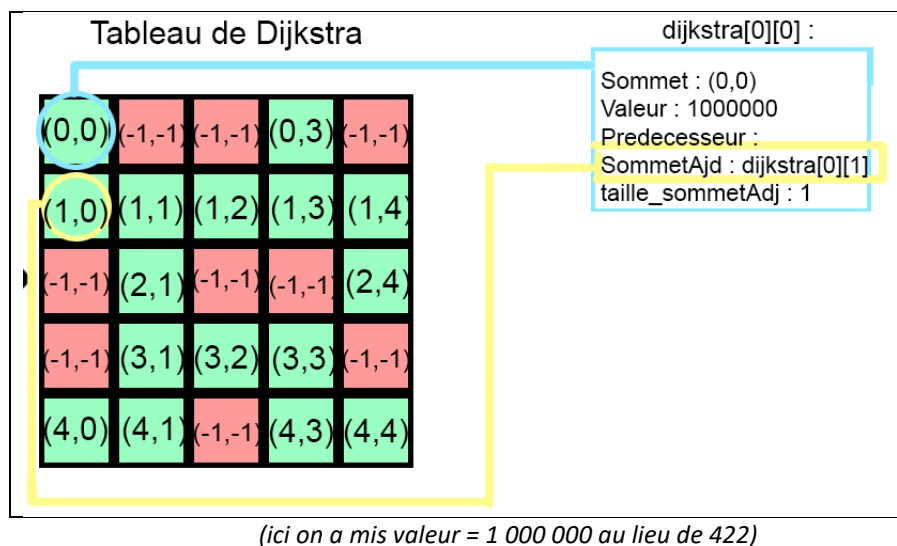 Tableau de Dijkstra
dijkstra[0][0] :
Sommet : (0,0)
Valeur : 1000000
Predecesseur :
SommetAjd : dijkstra[0][1]
taille_sommetAdj : 1
(0,0) (-1,-1) (-1,-1) (0,3) (-1,-1)
(1,0) (1,1) (1,2) (1,3) (1,4)
(-1,-1) (2,1) (-1,-1) (-1,-1) (2,4)
(-1,-1) (3,1) (3,2) (3,3) (-1,-1)
(4,0) (4,1) (-1,-1) (4,3) (4,4)
(ici on a mis valeur = 1 000 000 au lieu de 422)